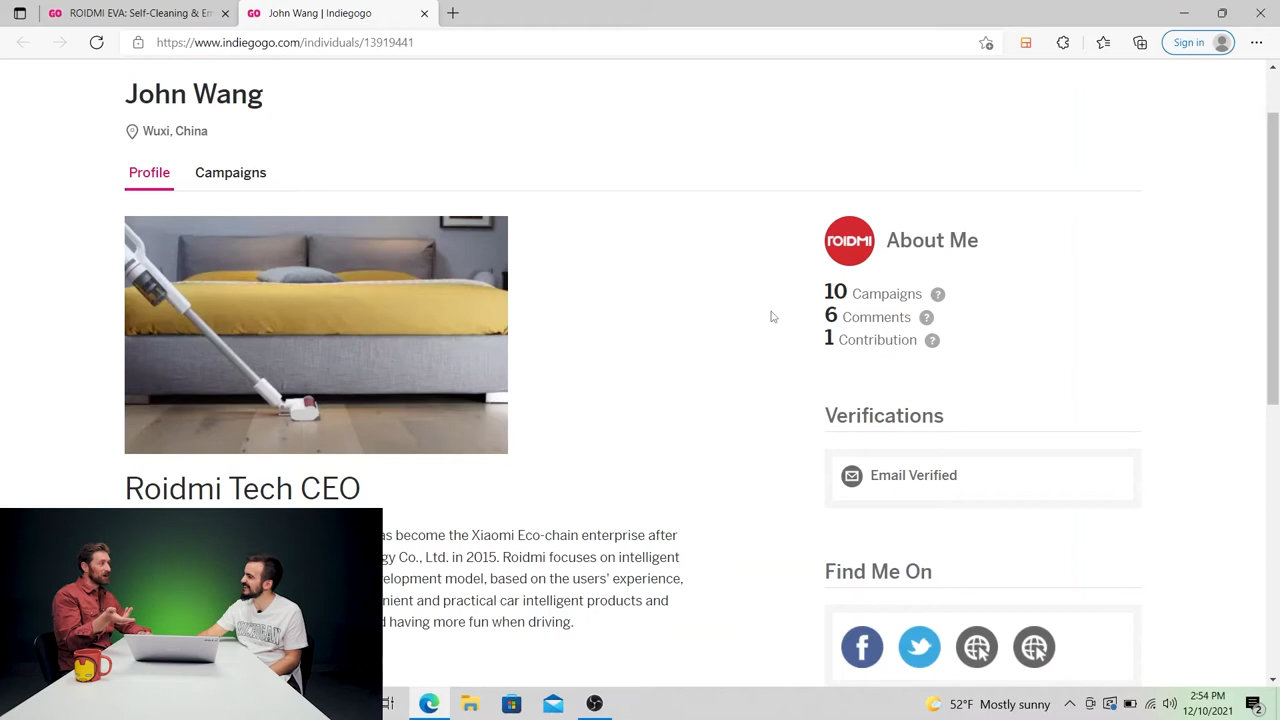 ROIDMI EVA: Self-Cleaning & Em
John Wang | Indiegogo
https://www.indiegogo.com/individuals/13919441
Sign in
John Wang
Wuxi, China
Profile
Campaigns
ROIDMI
About Me
10 Campaigns ?
6 Comments ?
1 Contribution ?
Verifications
Email Verified
Roidmi Tech CEO
as become the Xiaomi Eco-chain enterprise after
gy Co., Ltd. in 2015. Roidmi focuses on intelligent
elopment model, based on the users' experience,
nient and practical car intelligent products and
d having more fun when driving.
Find Me On
MICHIGAN
52°F Mostly sunny
2:54 PM
12/10/2021
2